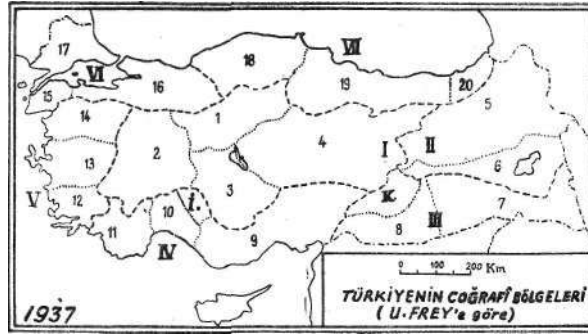 17
VI
18
VII
15
16
19
20
5
14
1
4
2
I
II
13
6
V
3
K
12
10
i.
7
III
11
8
9
IV
0 100 200 Km
TÜRKİYENİN COĞRAFÎ BÖLGELERİ
( U. FREY'e göre)
1937